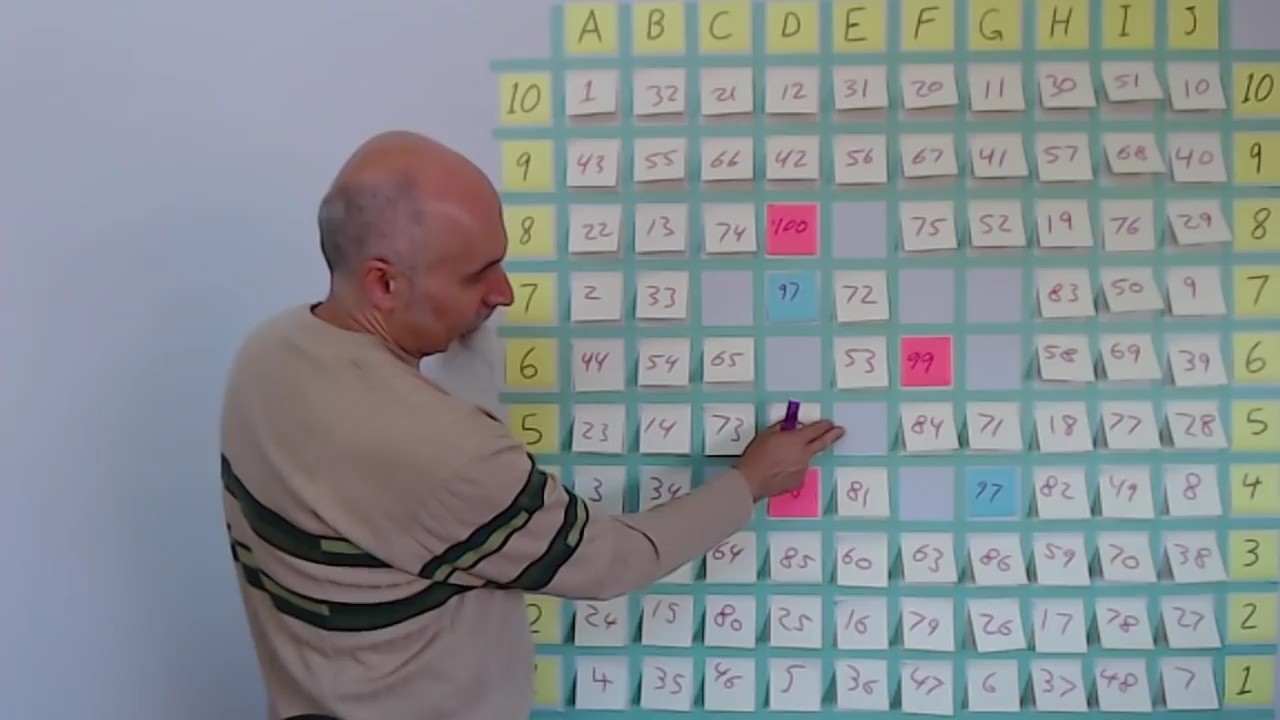 A B C D E F G H I J
10 1 32 21 12 31 20 11 30 51 10 10
9 43 55 66 42 56 67 41 57 68 40 9
8 22 13 74 100 75 52 19 76 29 8
7 2 33 97 72 83 50 9 7
6 44 54 65 53 99 58 69 39 6
5 23 14 73 84 71 18 77 28 5
3 34 81 97 82 49 8 4
64 85 60 63 86 59 70 38 3
2 24 15 80 25 16 79 26 17 78 27 2
4 35 46 5 36 47 6 37 48 7 1